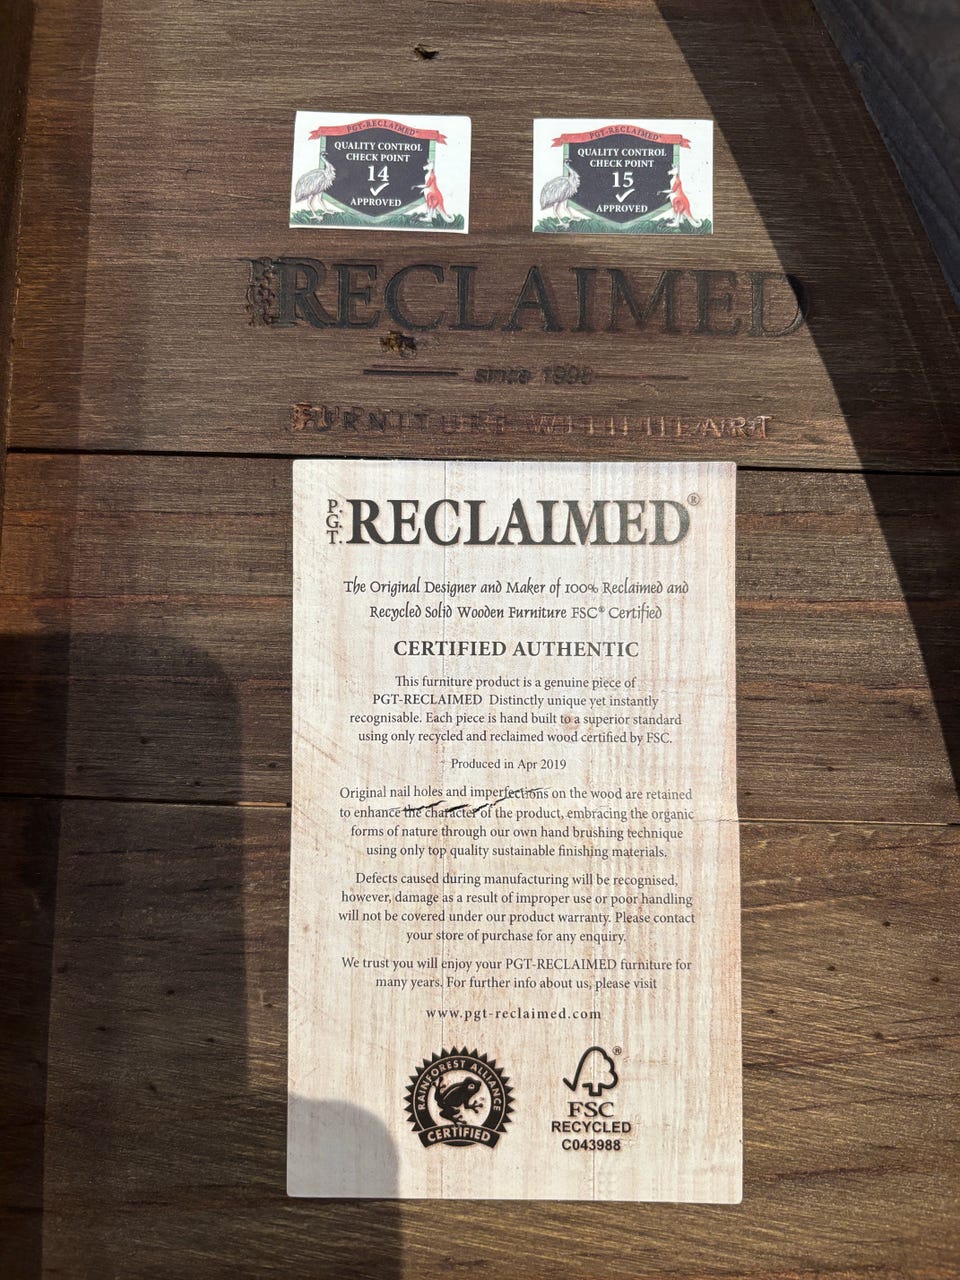 PGT-RECLAIMED®
QUALITY CONTROL
CHECK POINT
14
APPROVED
PGT-RECLAIMED®
QUALITY CONTROL
CHECK POINT
15
APPROVED
RECLAIMED
since 1998
FURNITURE WITH HEART
P.G.T. RECLAIMED®
The Original Designer and Maker of 100% Reclaimed and
Recycled Solid Wooden Furniture FSC® Certified
CERTIFIED AUTHENTIC
This furniture product is a genuine piece of
PGT-RECLAIMED Distinctly unique yet instantly
recognisable. Each piece is hand built to a superior standard
using only recycled and reclaimed wood certified by FSC.
Produced in Apr 2019
Original nail holes and imperfections on the wood are retained
to enhance the character of the product, embracing the organic
forms of nature through our own hand brushing technique
using only top quality sustainable finishing materials.
Defects caused during manufacturing will be recognised,
however, damage as a result of improper use or poor handling
will not be covered under our product warranty. Please contact
your store of purchase for any enquiry.
We trust you will enjoy your PGT-RECLAIMED furniture for
many years. For further info about us, please visit
www.pgt-reclaimed.com
RAINFOREST ALLIANCE
CERTIFIED
®
FSC
RECYCLED
C043988